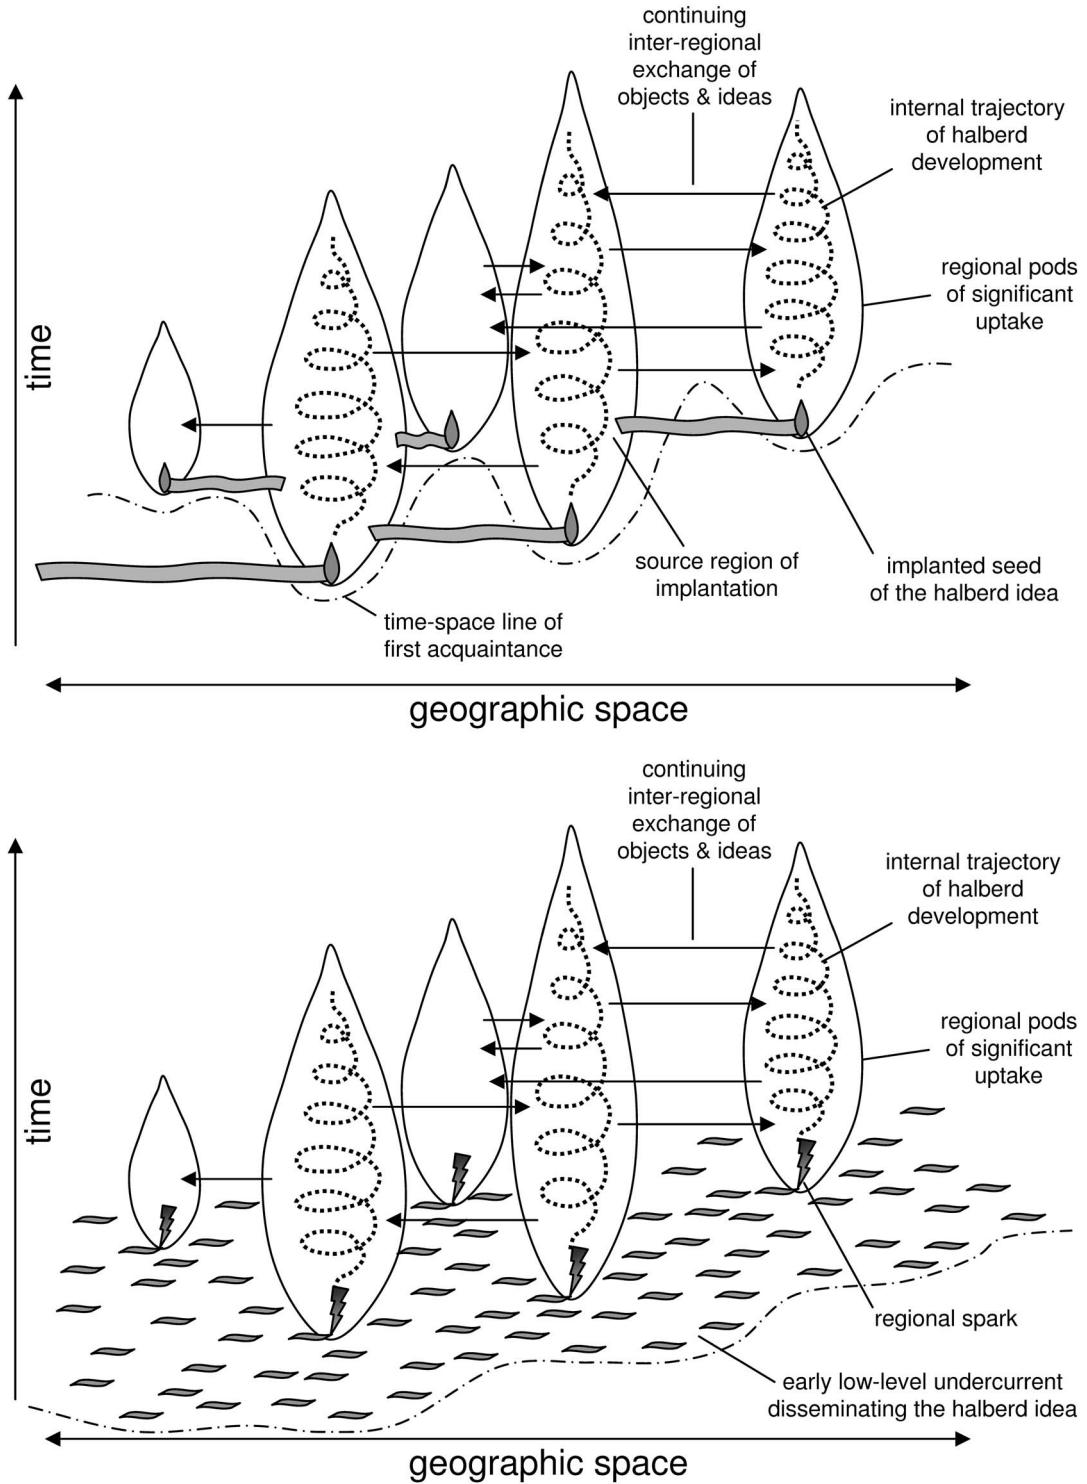 continuing
inter-regional
exchange of
objects & ideas
internal trajectory
of halberd
development
regional pods
of significant
uptake
time
source region of
implantation
implanted seed
of the halberd idea
time-space line of
first acquaintance
geographic space
continuing
inter-regional
exchange of
objects & ideas
internal trajectory
of halberd
development
regional pods
of significant
uptake
time
regional spark
early low-level undercurrent
disseminating the halberd idea
geographic space